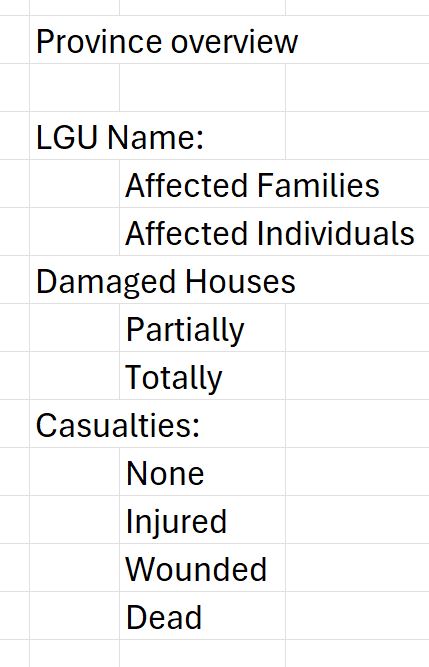 Province overview
LGU Name:
Affected Families
Affected Individuals
Damaged Houses
Partially
Totally
Casualties:
None
Injured
Wounded
Dead